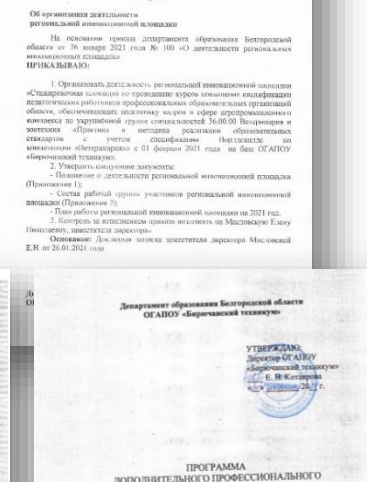 Об организации деятельности
региональной инновационной площадки
На основании приказа департамента образования Белгородской
области от 26 января 2021 года № 100 «О деятельности региональных
инновационных площадок»
ПРИКАЗЫВАЮ:
1. Организовать деятельность региональной инновационной площадки
«Стажировочная площадка по проведению курсов повышения квалификации
педагогических работников профессиональных образовательных организаций
области, обеспечивающих подготовку кадров в сфере агропромышленного
комплекса по укрупнённой группе специальностей 36.00.00 Ветеринария и
зоотехния «Практика и методика реализации образовательных
стандартов с учетом спецификации Ворлдскиллс по
компетенции «Ветеринария» с 01 февраля 2021 года на базе ОГАПОУ
«Бирючанский техникум».
2. Утвердить следующие документы:
- Положение о деятельности региональной инновационной площадки
(Приложение 1);
- Состав рабочей группы участников региональной инновационной
площадки (Приложение 2);
- План работы региональной инновационной площадки на 2021 год.
2. Контроль за исполнением приказа возложить на Масловскую Елену
Николаевну, заместителя директора.
Основание: Докладная записка заместителя директора Масловской
Е.Н. от 26.01.2021 года
Департамент образования Белгородской области
ОГАПОУ «Бирючанский техникум»
УТВЕРЖДАЮ:
Директор ОГАПОУ
«Бирючанский техникум»
Е. Н. Котлярова
20 г.
ПРОГРАММА
ДОПОЛНИТЕЛЬНОГО ПРОФЕССИОНАЛЬНОГО